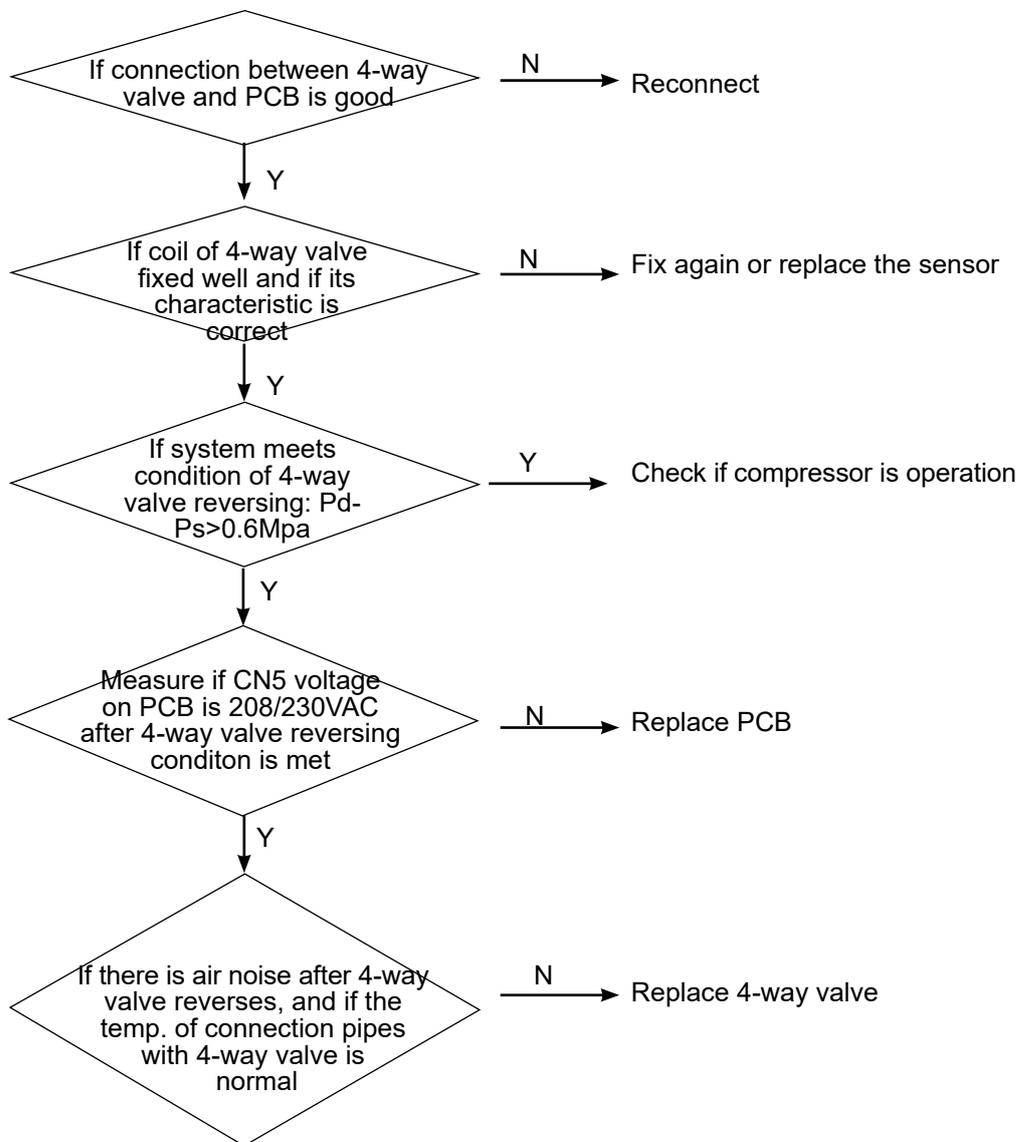 If connection between 4-way
valve and PCB is good
N
Reconnect
Y
If coil of 4-way valve
fixed well and if its
characteristic is
correct
N
Fix again or replace the sensor
Y
If system meets
condition of 4-way
valve reversing: Pd-
Ps>0.6Mpa
Y
Check if compressor is operation
Y
Measure if CN5 voltage
on PCB is 208/230VAC
after 4-way valve reversing
conditon is met
N
Replace PCB
Y
If there is air noise after 4-way
valve reverses, and if the
temp. of connection pipes
with 4-way valve is
normal
N
Replace 4-way valve